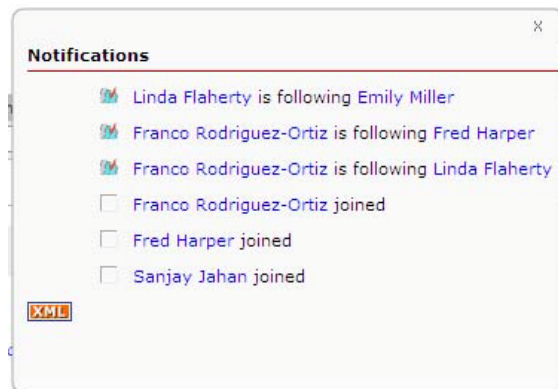 X
Notifications
Linda Flaherty is following Emily Miller
Franco Rodriguez-Ortiz is following Fred Harper
Franco Rodriguez-Ortiz is following Linda Flaherty
Franco Rodriguez-Ortiz joined
Fred Harper joined
Sanjay Jahan joined
XML